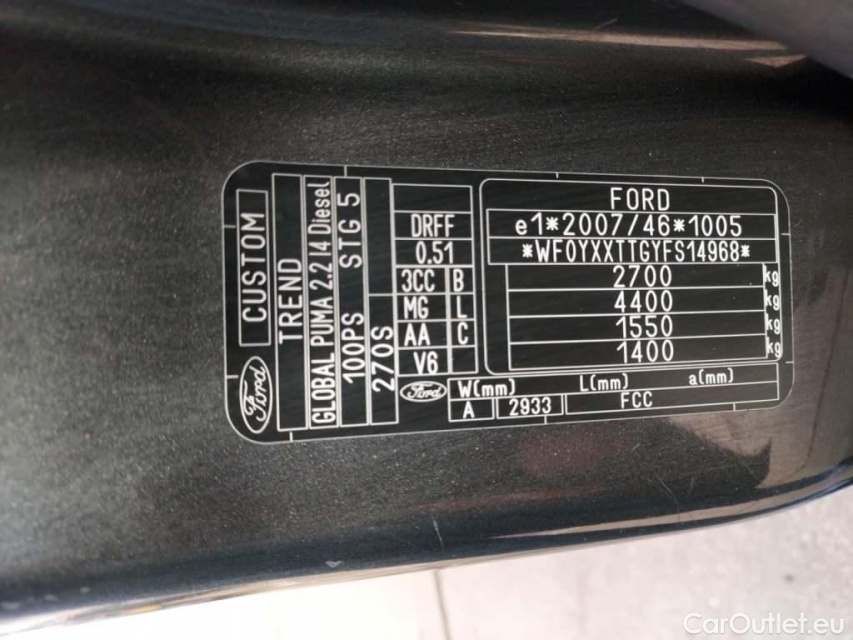 Ford
CUSTOM
TREND
GLOBAL PUMA 2.2 I4 Diesel
100PS STG 5
270S
DRFF
0.51
3CC B
MG L
AA C
V6
FORD
e1*2007/46*1005
*WF0YXXTTGYFS14968*
2700 kg
4400 kg
1550 kg
1400 kg
Ford
W(mm) L(mm) a(mm)
A 2933 FCC
CarOutlet.eu